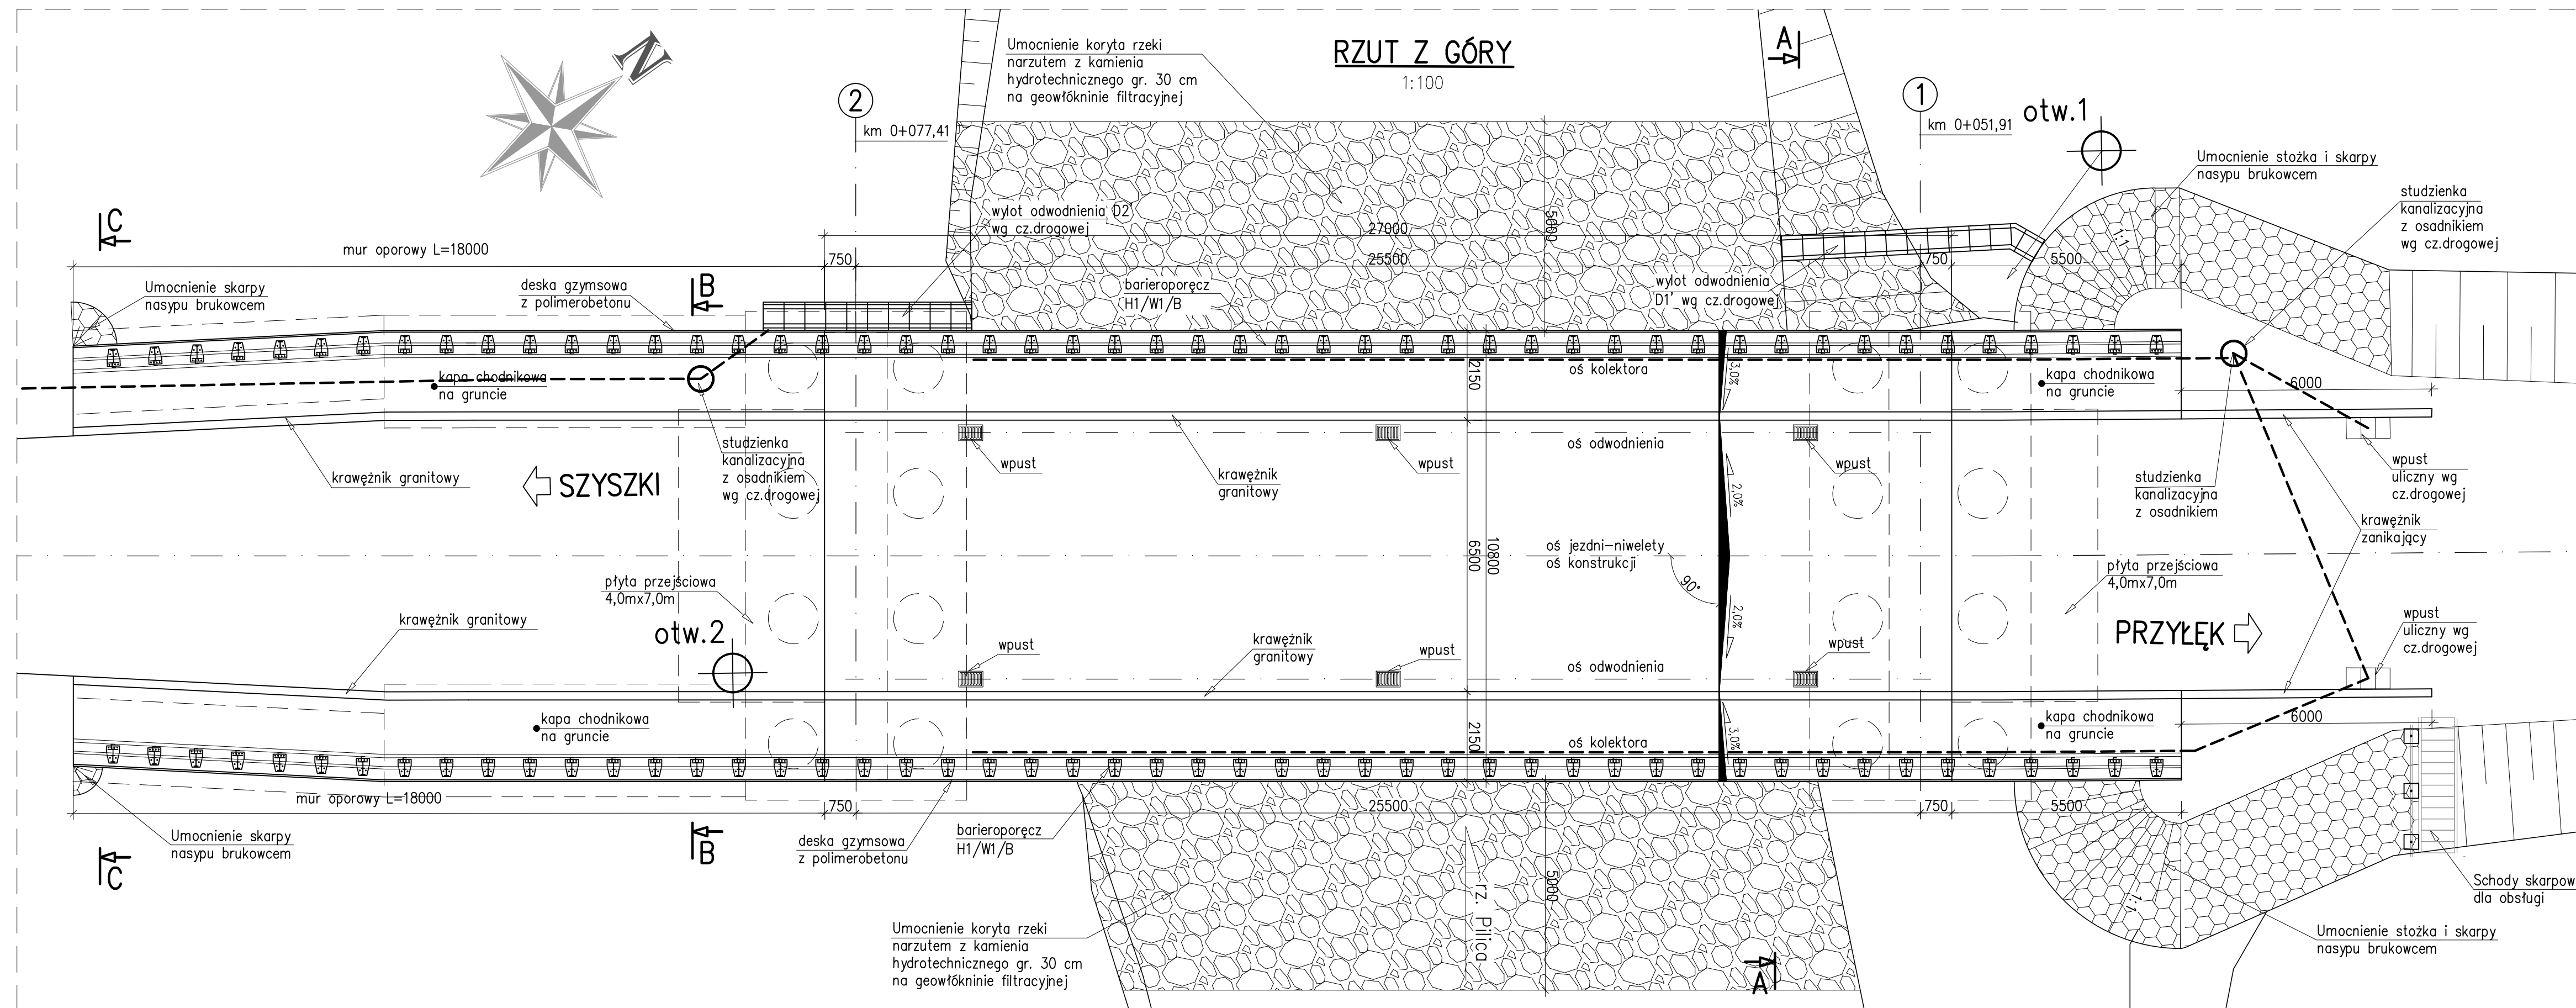 N
RZUT Z GÓRY
1:100
Umocnienie koryta rzeki
narzutem z kamienia
hydrotechnicznego gr. 30 cm
na geowłókninie filtracyjnej
A
2
km 0+077,41
1
km 0+051,91
otw.1
Umocnienie stożka i skarpy
nasypu brukowcem
studzienka
kanalizacyjna
z osadnikiem
wg cz.drogowej
C
mur oporowy L=18000
wylot odwodnienia D2'
wg cz.drogowej
27000
5000
1:1
750
25500
750
5500
Umocnienie skarpy
nasypu brukowcem
deska gzymsowa
z polimerobetonu
B
barieroporęcz
H1/W1/B
wylot odwodnienia
'D1' wg cz.drogowej
kapa chodnikowa
na gruncie
2150
oś kolektora
3,0%
kapa chodnikowa
na gruncie
6000
krawężnik granitowy
SZYSZKI
studzienka
kanalizacyjna
z osadnikiem
wg cz.drogowej
wpust
krawężnik
granitowy
wpust
oś odwodnienia
2,0%
wpust
studzienka
kanalizacyjna
z osadnikiem
wpust
uliczny wg
cz.drogowej
krawężnik
zanikający
6500
10800
oś jezdni-niwelety
oś konstrukcji
90°
płyta przejściowa
4,0mx7,0m
płyta przejściowa
4,0mx7,0m
krawężnik granitowy
otw.2
wpust
krawężnik
granitowy
wpust
oś odwodnienia
2,0%
wpust
PRZYŁĘK
wpust
uliczny wg
cz.drogowej
kapa chodnikowa
na gruncie
2150
oś kolektora
3,0%
kapa chodnikowa
na gruncie
6000
mur oporowy L=18000
750
25500
750
5500
Umocnienie skarpy
nasypu brukowcem
B
deska gzymsowa
z polimerobetonu
barieroporęcz
H1/W1/B
C
rz. Pilica
5000
1:1
Schody skarpow
dla obsługi
Umocnienie koryta rzeki
narzutem z kamienia
hydrotechnicznego gr. 30 cm
na geowłókninie filtracyjnej
A
Umocnienie stożka i skarpy
nasypu brukowcem